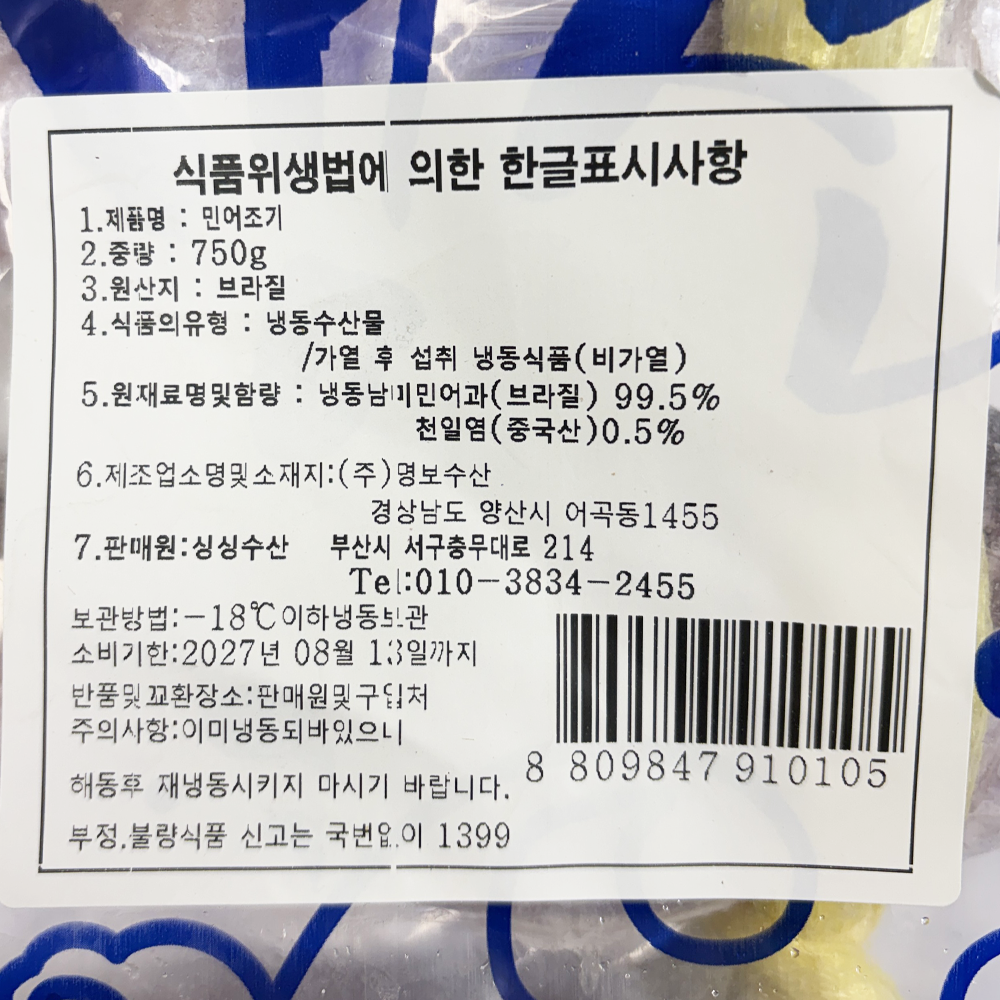 식품위생법에 의한 한글표시사항
1.제품명 : 민어조기
2.중량 : 750g
3.원산지 : 브라질
4.식품의유형 : 냉동수산물
/가열 후 섭취 냉동식품(비가열)
5.원재료명및함량 : 냉동남미민어과(브라질) 99.5%
천일염(중국산)0.5%
6.제조업소명및소재지:(주)명보수산
경상남도 양산시 어곡동1455
7.판매원:싱싱수산 부산시 서구충무대로 214
Tel:010-3834-2455
보관방법:-18℃이하냉동보관
소비기한:2027년 08월 13일까지
반품및꾜환장소:판매원및구입처
주의사항:이미냉동되바있으니
해동후 재냉동시키지 마시기 바랍니다.
부정.불량식품 신고는 국번없이 1399
8 809847 910105